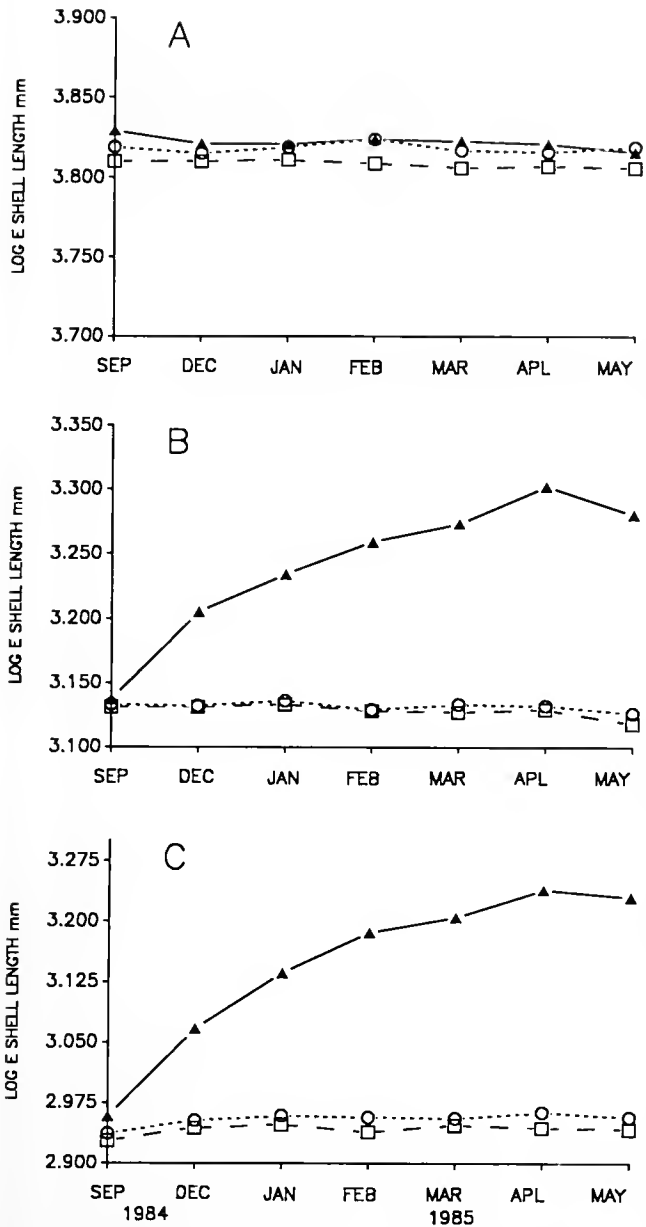 A
LOG E SHELL LENGTH mm
3.900
3.850
3.800
3.750
3.700
SEP DEC JAN FEB MAR APL MAY
B
LOG E SHELL LENGTH mm
3.350
3.300
3.250
3.200
3.150
3.100
SEP DEC JAN FEB MAR APL MAY
C
LOG E SHELL LENGTH mm
3.275
3.200
3.125
3.050
2.975
2.900
SEP DEC JAN FEB MAR APL MAY
1984 1985